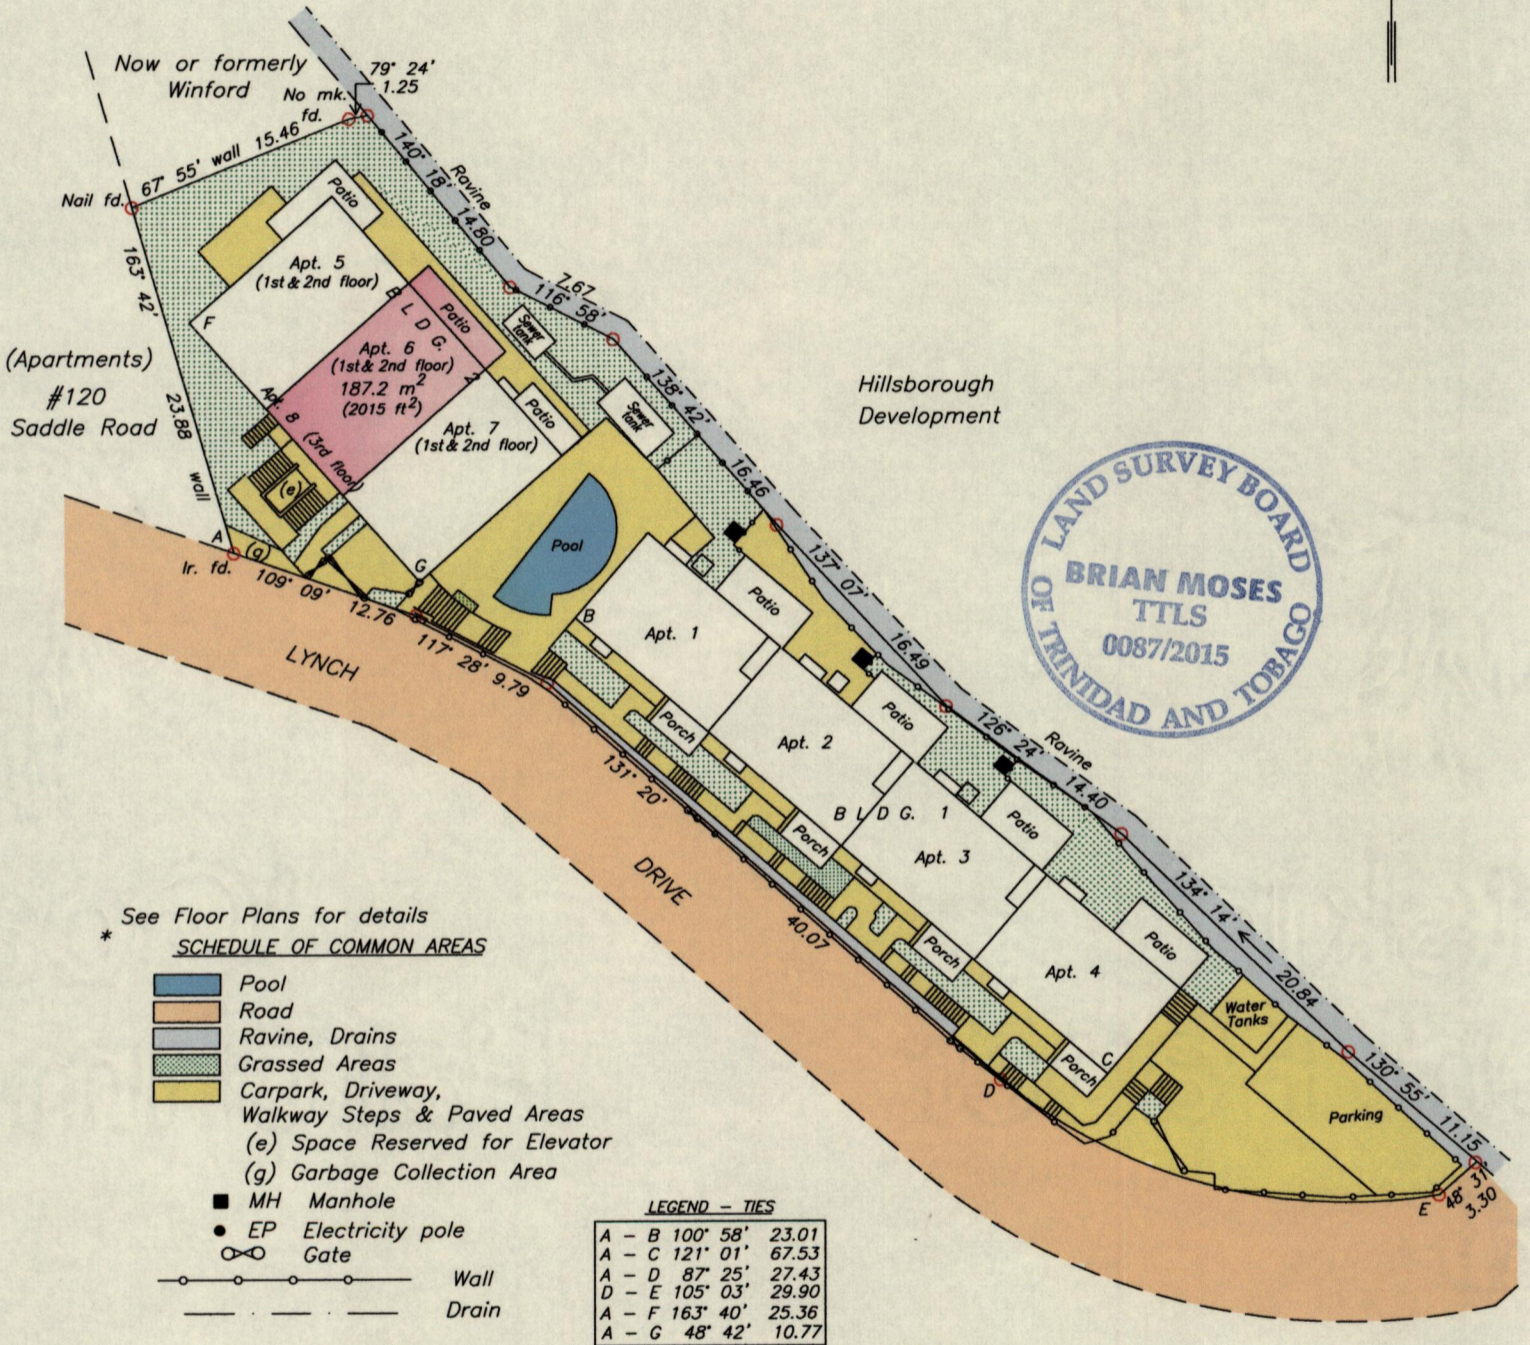 Now or formerly
Winford
79° 24'
1.25
No mk.
fd.
67° 55' wall 15.46
Nail fd.
140° 18' 14.80
Ravine
7.67
116° 58'
138° 42' 16.46
137° 07' 16.49
126° 24' 14.40
Ravine
134° 14' 20.84
130° 55' 11.15
48° 31'
3.30
163° 42' 23.88 wall
(Apartments)
#120
Saddle Road
Hillsborough
Development
Patio
Apt. 5
(1st & 2nd floor)
F
B L D G. 2
Patio
Apt. 6
(1st & 2nd floor)
187.2 m²
(2015 ft²)
Apt. 8 (3rd floor)
Apt. 7
(1st & 2nd floor)
Patio
Sewer
Tank
Sewer
Tank
(e)
A
(g)
Ir. fd.
G
109° 09' 12.76
117° 28' 9.79
131° 20' 40.07
Pool
B
Apt. 1
Patio
Porch
Apt. 2
Patio
Porch
B L D G. 1
Apt. 3
Patio
Porch
Apt. 4
Patio
Porch
C
D
E
Water
Tanks
Parking
LYNCH
DRIVE
LAND SURVEY BOARD
BRIAN MOSES
TTLS
0087/2015
OF TRINIDAD AND TOBAGO
See Floor Plans for details
* SCHEDULE OF COMMON AREAS
Pool
Road
Ravine, Drains
Grassed Areas
Carpark, Driveway,
Walkway Steps & Paved Areas
(e) Space Reserved for Elevator
(g) Garbage Collection Area
MH Manhole
EP Electricity pole
Gate
Wall
Drain
LEGEND – TIES
A – B 100° 58' 23.01
A – C 121° 01' 67.53
A – D 87° 25' 27.43
D – E 105° 03' 29.90
A – F 163° 40' 25.36
A – G 48° 42' 10.77